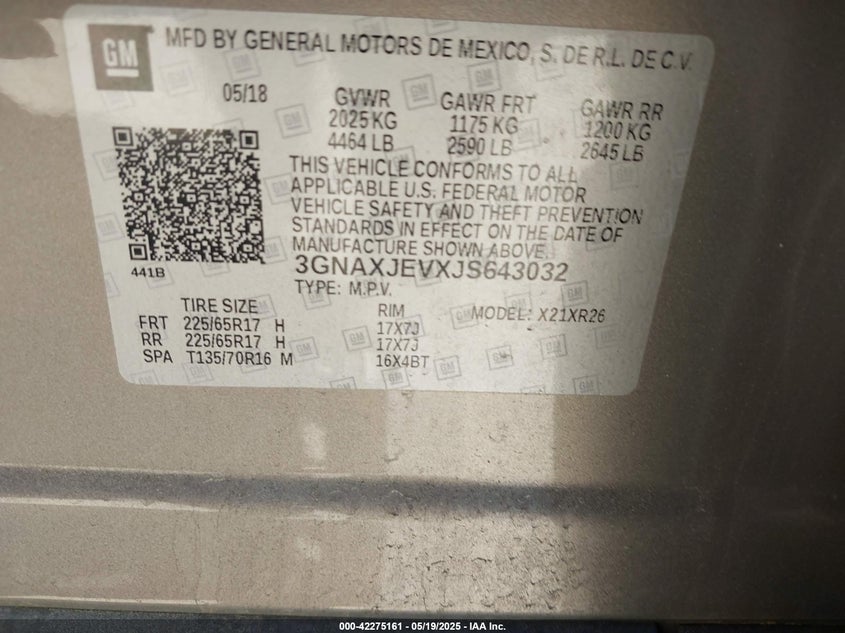 GM MFD BY GENERAL MOTORS DE MEXICO, S. DE R.L. DE C.V.
05/18 GVWR GAWR FRT GAWR RR
2025 KG 1175 KG 1200 KG
4464 LB 2590 LB 2645 LB
THIS VEHICLE CONFORMS TO ALL
APPLICABLE U.S. FEDERAL MOTOR
VEHICLE SAFETY AND THEFT PREVENTION
STANDARDS IN EFFECT ON THE DATE OF
MANUFACTURE SHOWN ABOVE.
441B 3GNAXJEVXJS643032
TYPE: M.P.V.
TIRE SIZE RIM MODEL: X21XR26
FRT 225/65R17 H 17X7J
RR 225/65R17 H 17X7J
SPA T135/70R16 M 16X4BT
000-42275161 - 05/19/2025 - IAA Inc.